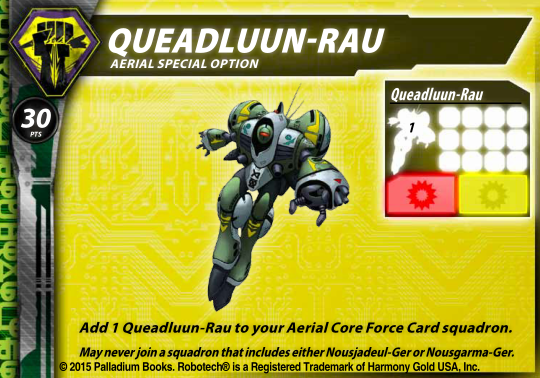 QUEADLUUN-RAU
AERIAL SPECIAL OPTION
30
PTS
Queadluun-Rau
1
Add 1 Queadluun-Rau to your Aerial Core Force Card squadron.
May never join a squadron that includes either Nousjadeul-Ger or Nousgarma-Ger.
© 2015 Palladium Books. Robotech® is a Registered Trademark of Harmony Gold USA, Inc.